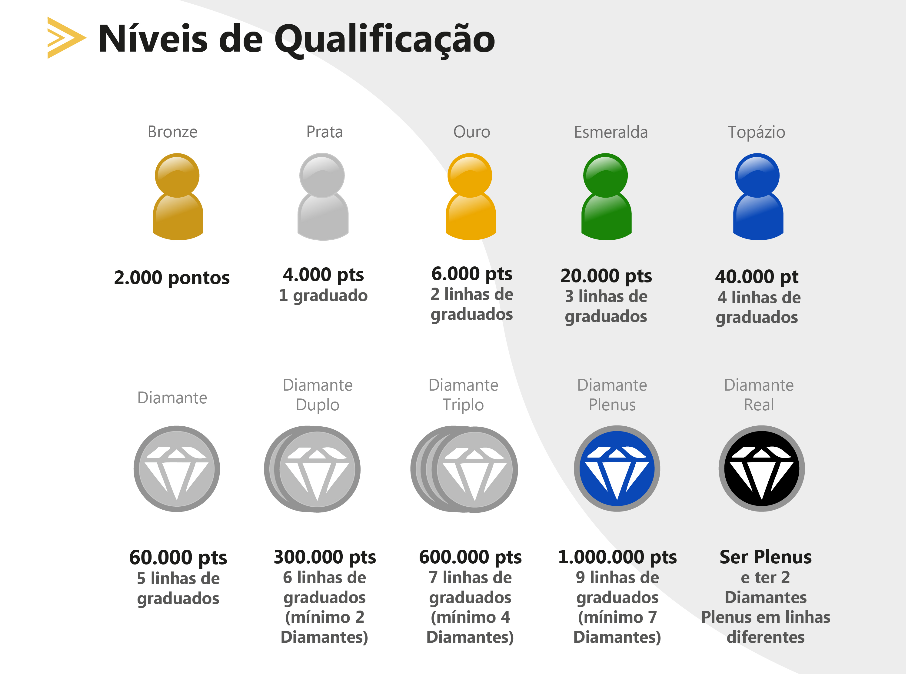 Níveis de Qualificação
Bronze
2.000 pontos
Prata
4.000 pts
1 graduado
Ouro
6.000 pts
2 linhas de
graduados
Esmeralda
20.000 pts
3 linhas de
graduados
Topázio
40.000 pt
4 linhas de
graduados
Diamante
60.000 pts
5 linhas de
graduados
Diamante
Duplo
300.000 pts
6 linhas de
graduados
(mínimo 2
Diamantes)
Diamante
Triplo
600.000 pts
7 linhas de
graduados
(mínimo 4
Diamantes)
Diamante
Plenus
1.000.000 pts
9 linhas de
graduados
(mínimo 7
Diamantes)
Diamante
Real
Ser Plenus
e ter 2
Diamantes
Plenus em linhas
diferentes